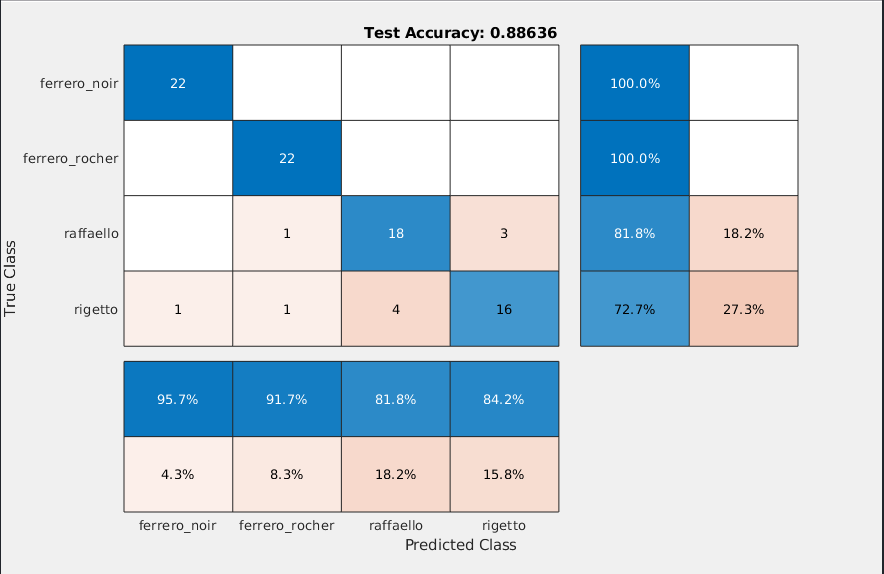 Test Accuracy: 0.88636
ferrero_noir 22 100.0%
ferrero_rocher 22 100.0%
raffaello 1 18 3 81.8% 18.2%
rigetto 1 1 4 16 72.7% 27.3%
True Class
95.7% 91.7% 81.8% 84.2%
4.3% 8.3% 18.2% 15.8%
ferrero_noir ferrero_rocher raffaello rigetto
Predicted Class